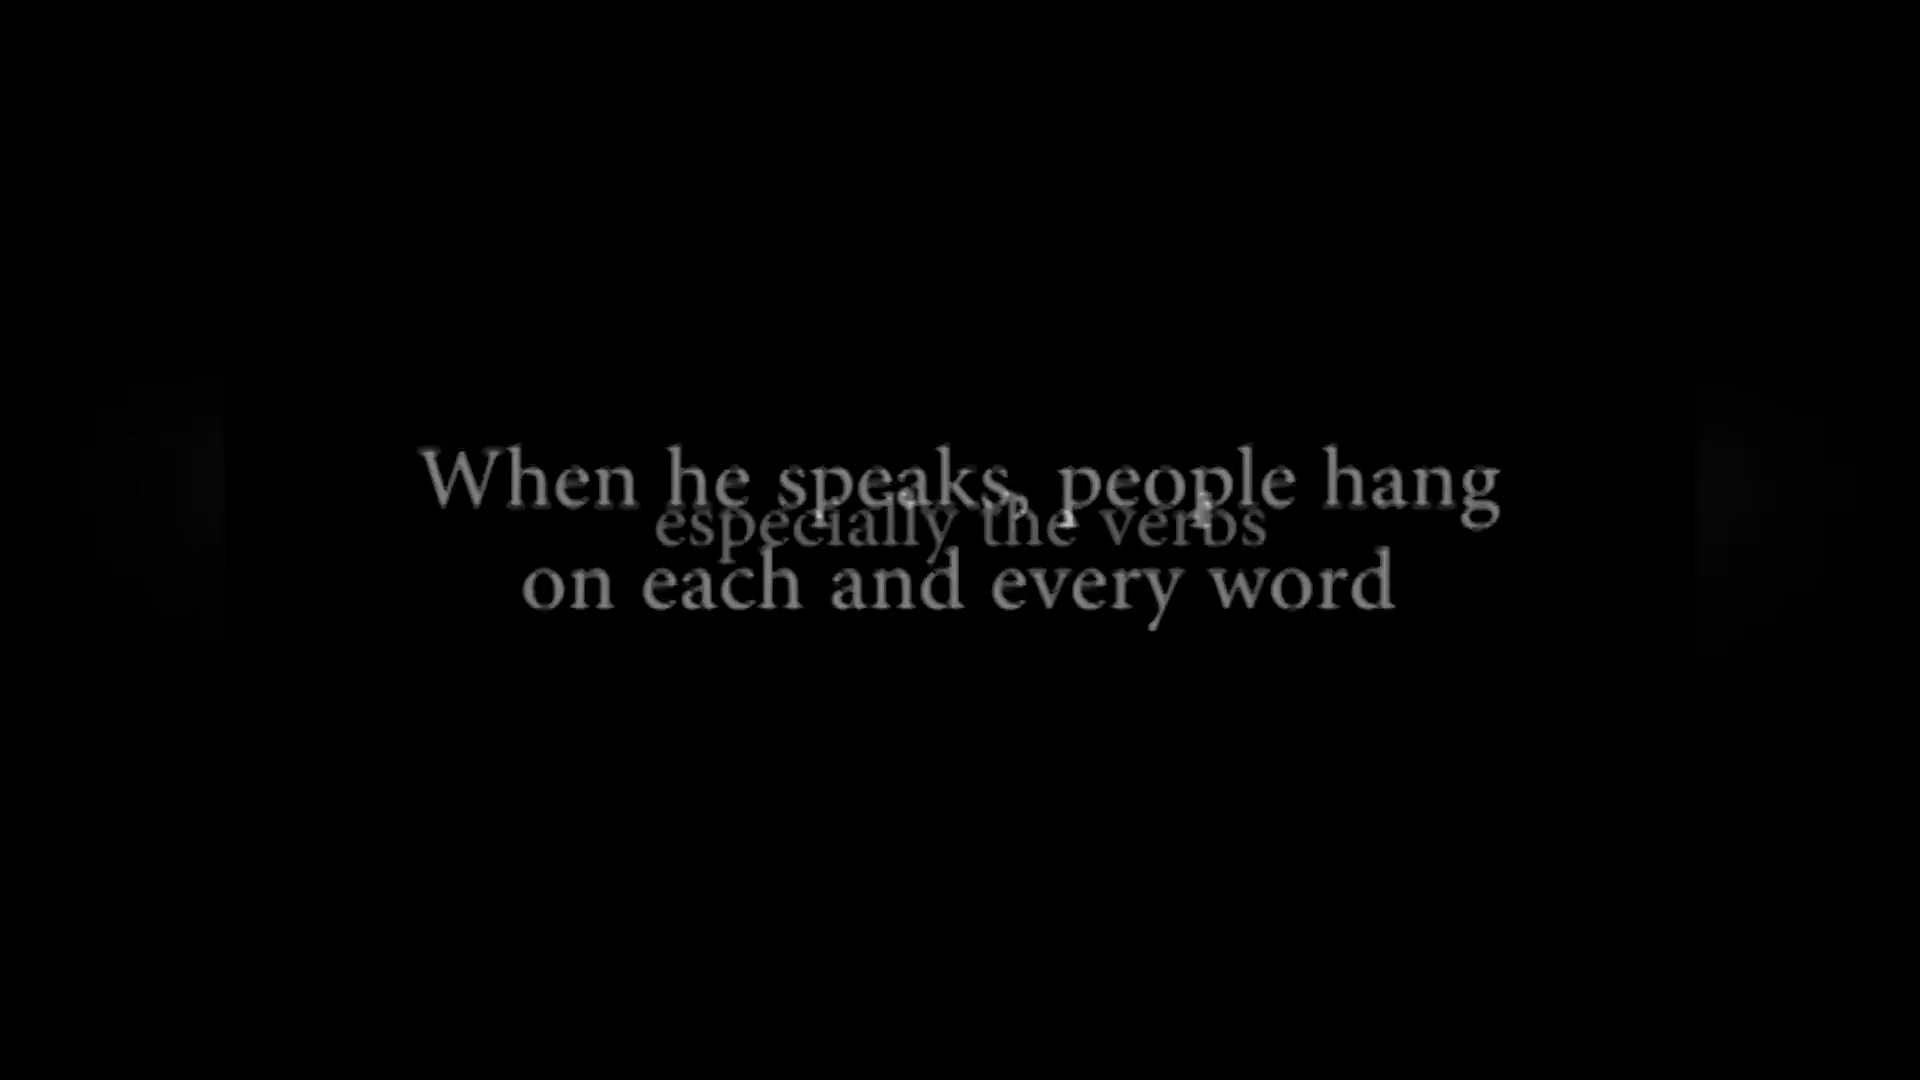 When he speaks, people hang
especially the verbs
on each and every word